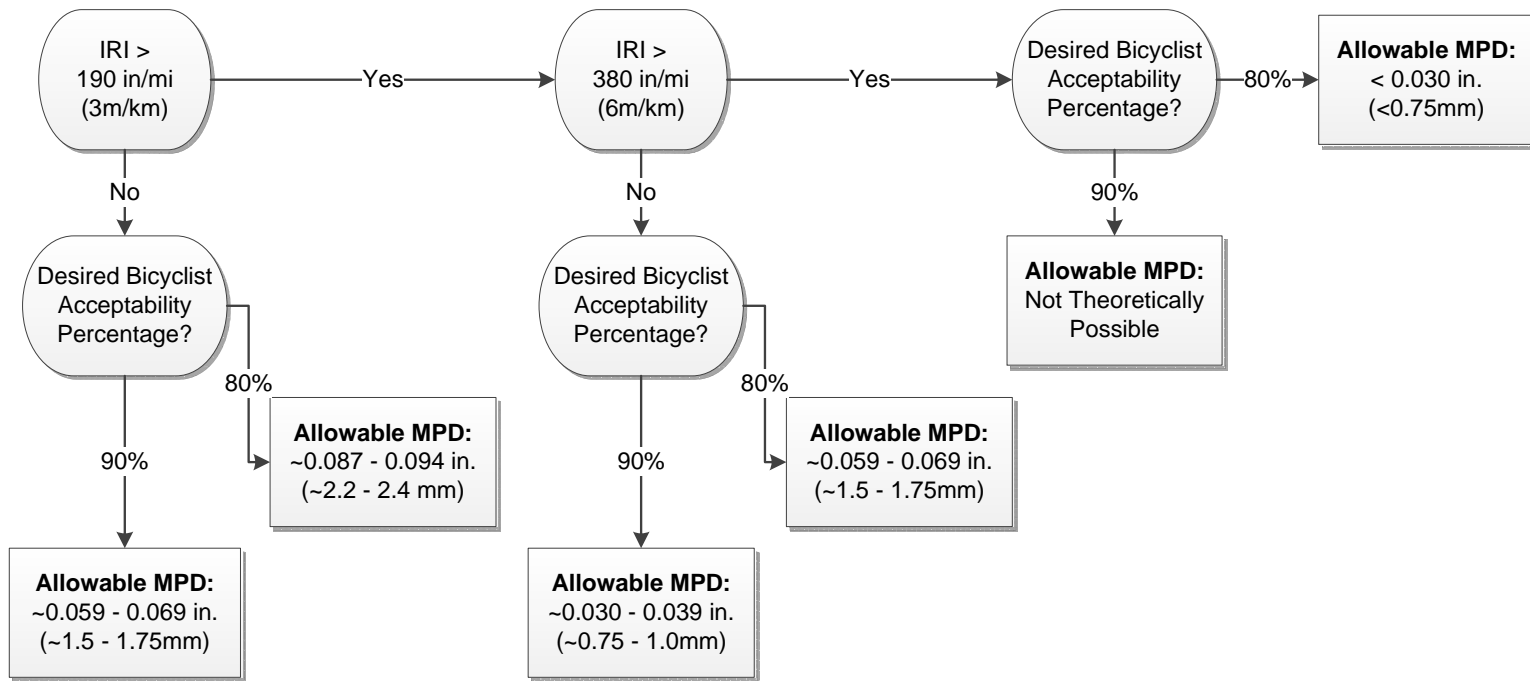 IRI >
190 in/mi
(3m/km)
Yes
IRI >
380 in/mi
(6m/km)
Yes
Desired Bicyclist
Acceptability
Percentage?
80%
Allowable MPD:
< 0.030 in.
(<0.75mm)
No
No
90%
Desired Bicyclist
Acceptability
Percentage?
Desired Bicyclist
Acceptability
Percentage?
Allowable MPD:
Not Theoretically
Possible
80%
80%
90%
Allowable MPD:
~0.087 - 0.094 in.
(~2.2 - 2.4 mm)
90%
Allowable MPD:
~0.059 - 0.069 in.
(~1.5 - 1.75mm)
Allowable MPD:
~0.059 - 0.069 in.
(~1.5 - 1.75mm)
Allowable MPD:
~0.030 - 0.039 in.
(~0.75 - 1.0mm)